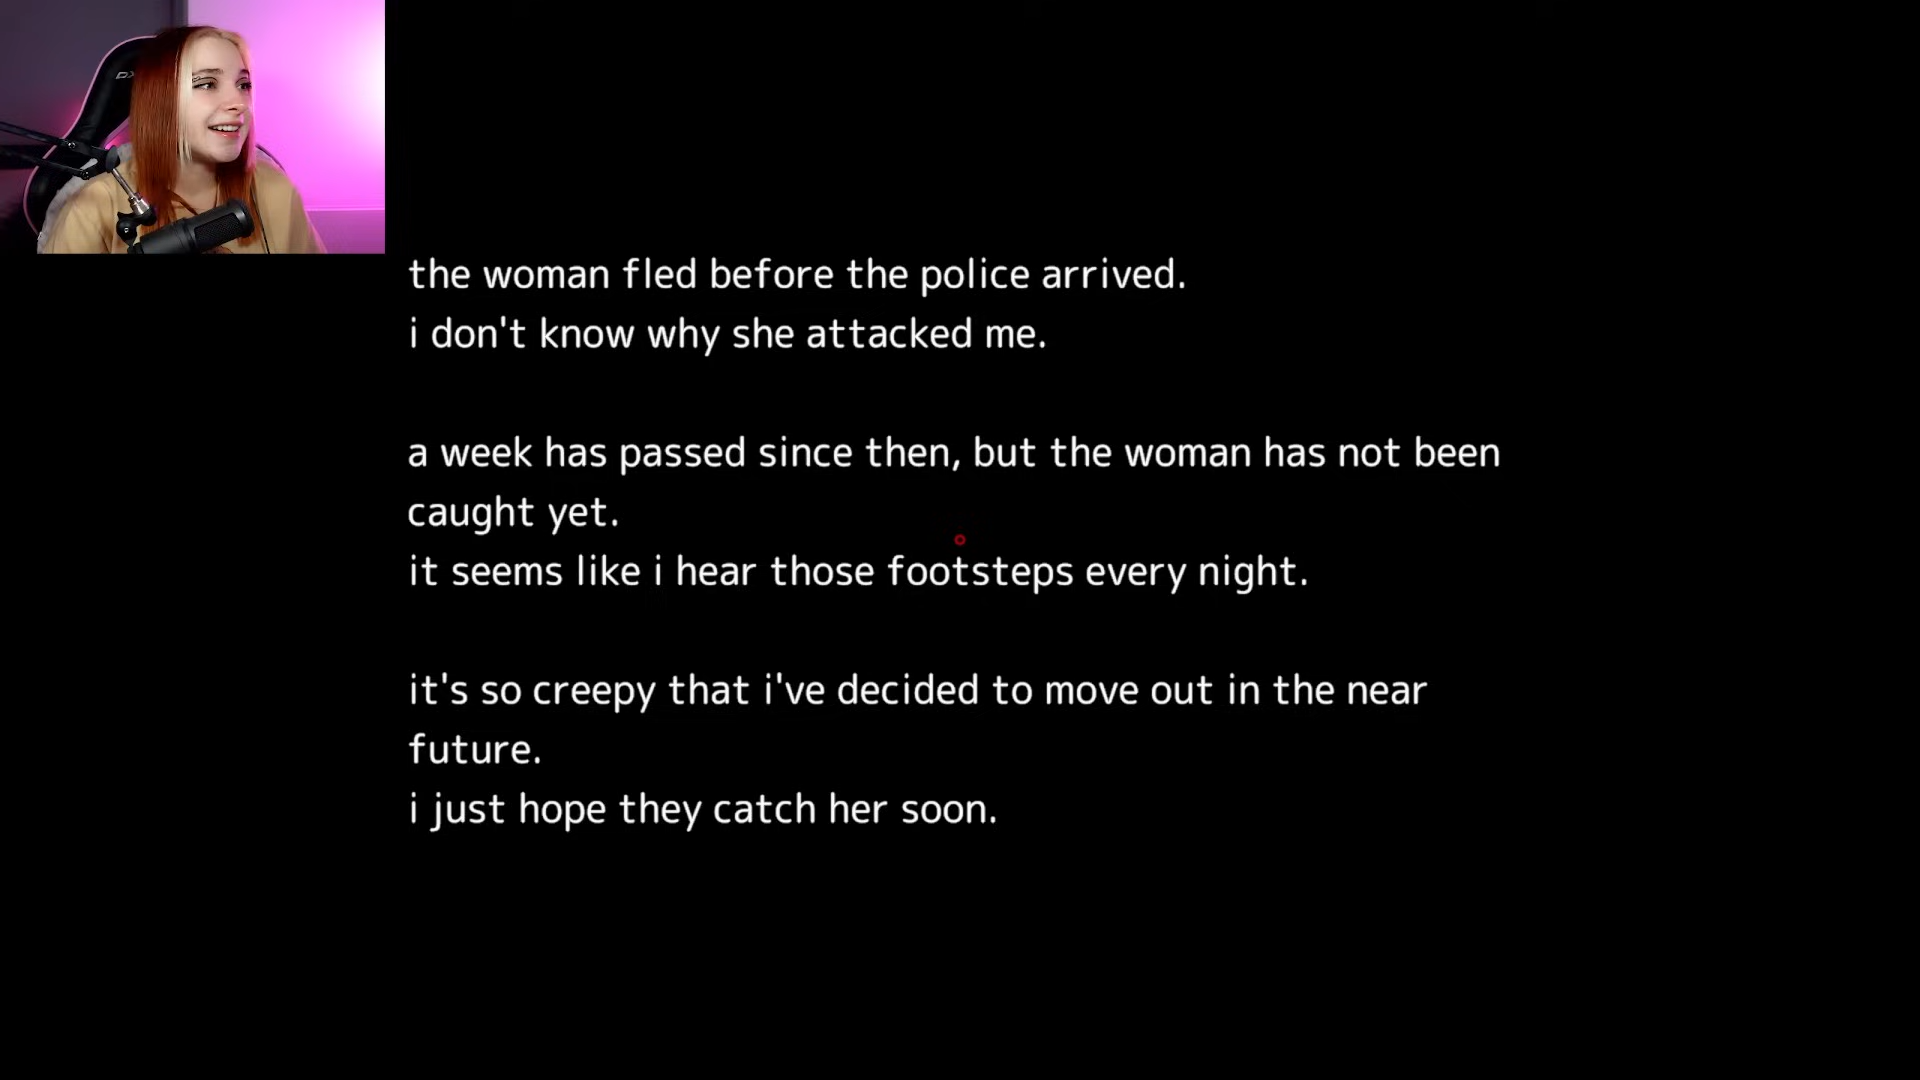 the woman fled before the police arrived.
i don't know why she attacked me.
a week has passed since then, but the woman has not been
caught yet.
it seems like i hear those footsteps every night.
it's so creepy that i've decided to move out in the near
future.
i just hope they catch her soon.